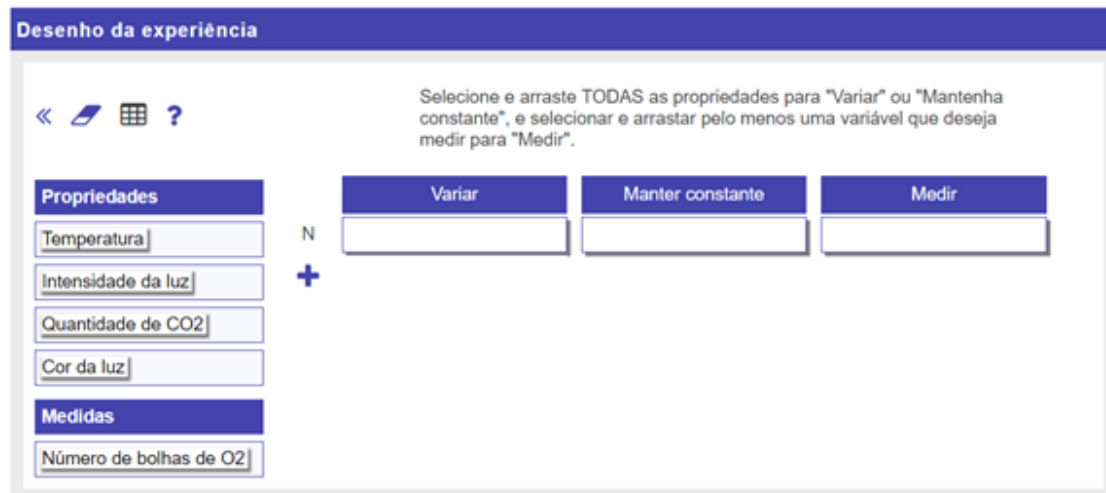 Desenho da experiência
?
Selecione e arraste TODAS as propriedades para "Variar" ou "Mantenha
constante", e selecionar e arrastar pelo menos uma variável que deseja
medir para "Medir".
Propriedades
Variar
Manter constante
Medir
Temperatura
N
Intensidade da luz
Quantidade de CO2
Cor da luz
Medidas
Número de bolhas de O2